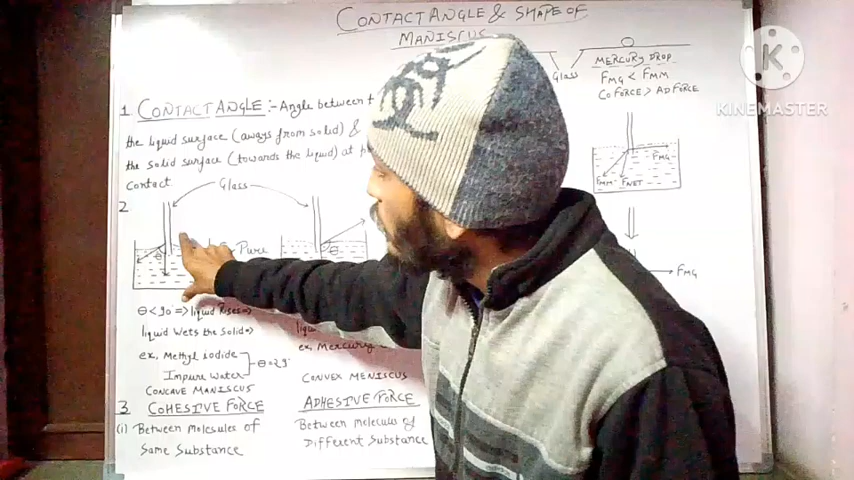 CONTACT ANGLE & SHAPE OF
MANISCUS
1 CONTACT ANGLE :- Angle between
the liquid surface (aways from solid) &
the solid surface (towards the liquid) at
contact
2
Glass
θ
Pure
θ
θ < 90 => liquid Rises =>
liquid Wets the Solid =>
ex, Methyl iodide
Impure Water
CONCAVE MANISCUS
ex, Mercury
CONVEX MENISCUS
3 COHESIVE FORCE
ADHESIVE FORCE
(i) Between Molecules of
Same Substance
Between molecules of
Different Substance
Glass
MERCURY DROP
FMG < FMM
CO FORCE > AD FORCE
FMG
FMM
FNET
FMG
K
KINEMASTER